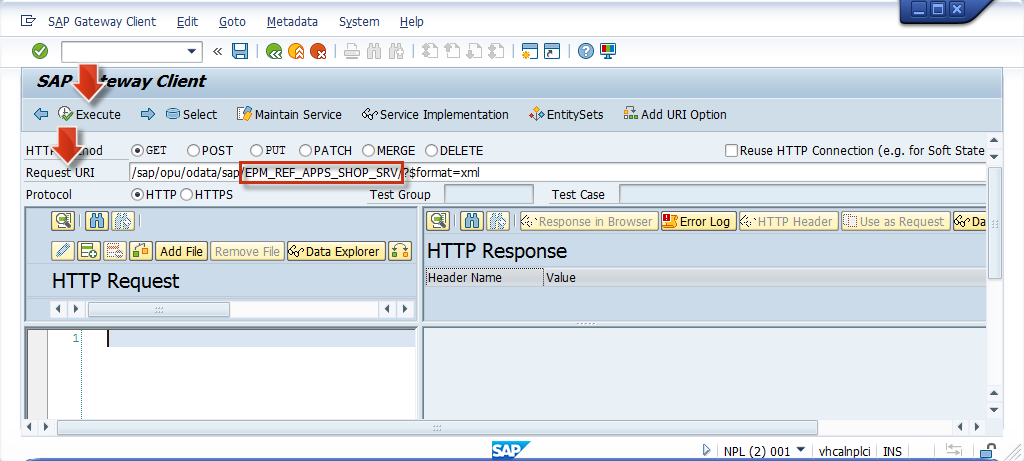 SAP Gateway Client Edit Goto Metadata System Help
SAP Gateway Client
Execute Select Maintain Service Service Implementation EntitySets Add URI Option
GET POST PUT PATCH MERGE DELETE Reuse HTTP Connection (e.g. for Soft State
Request URI /sap/opu/odata/sap/EPM_REF_APPS_SHOP_SRV/?$format=xml
Protocol HTTP HTTPS Test Group Test Case
Response in Browser Error Log HTTP Header Use as Request Da
Add File Remove File Data Explorer
HTTP Response
Header Name Value
HTTP Request
1
SAP NPL (2) 001 vhcalnplci INS